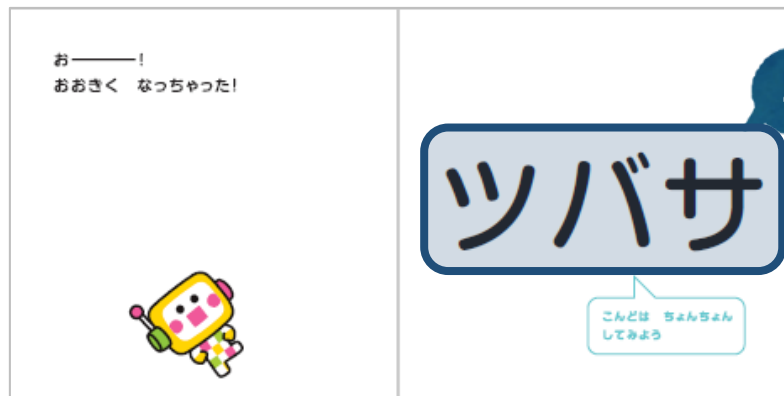 お―――!
おおきく　なっちゃった!
ツバサ
こんどは　ちょんちょん
してみよう